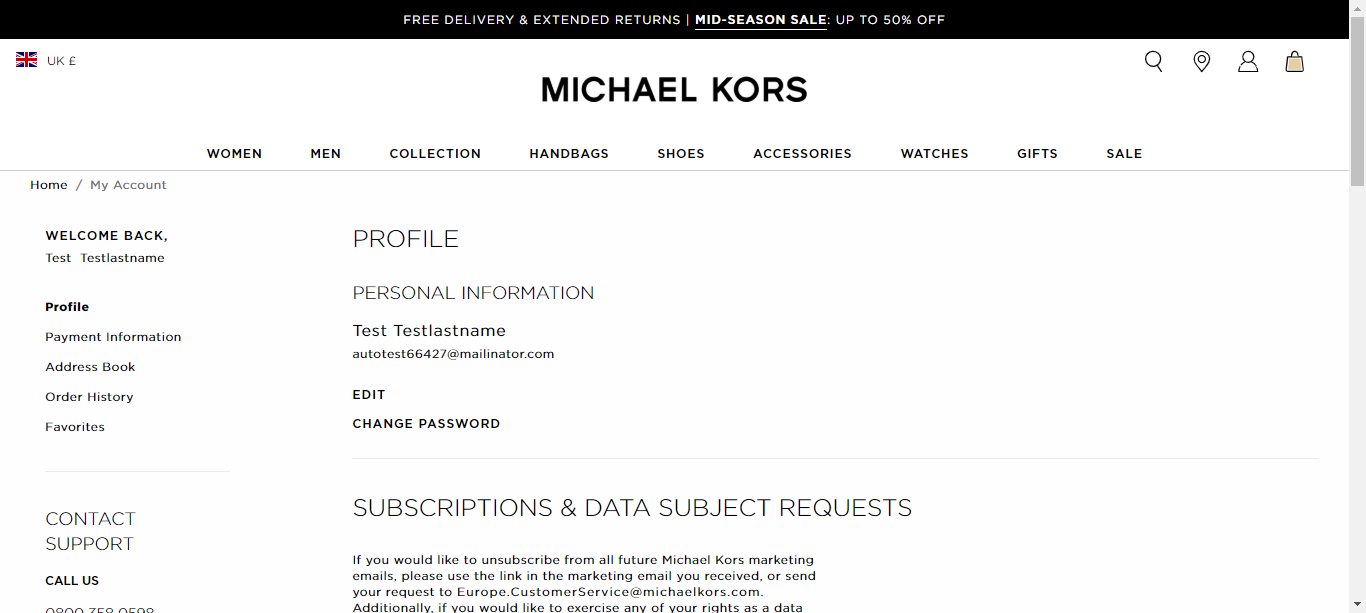 FREE DELIVERY & EXTENDED RETURNS | MID-SEASON SALE: UP TO 50% OFF
UK £
MICHAEL KORS
WOMEN MEN COLLECTION HANDBAGS SHOES ACCESSORIES WATCHES GIFTS SALE
Home / My Account
WELCOME BACK,
Test Testlastname
Profile
Payment Information
Address Book
Order History
Favorites
CONTACT
SUPPORT
CALL US
0800 358 0598
PROFILE
PERSONAL INFORMATION
Test Testlastname
autotest66427@mailinator.com
EDIT
CHANGE PASSWORD
SUBSCRIPTIONS & DATA SUBJECT REQUESTS
If you would like to unsubscribe from all future Michael Kors marketing
emails, please use the link in the marketing email you received, or send
your request to Europe.CustomerService@michaelkors.com.
Additionally, if you would like to exercise any of your rights as a data